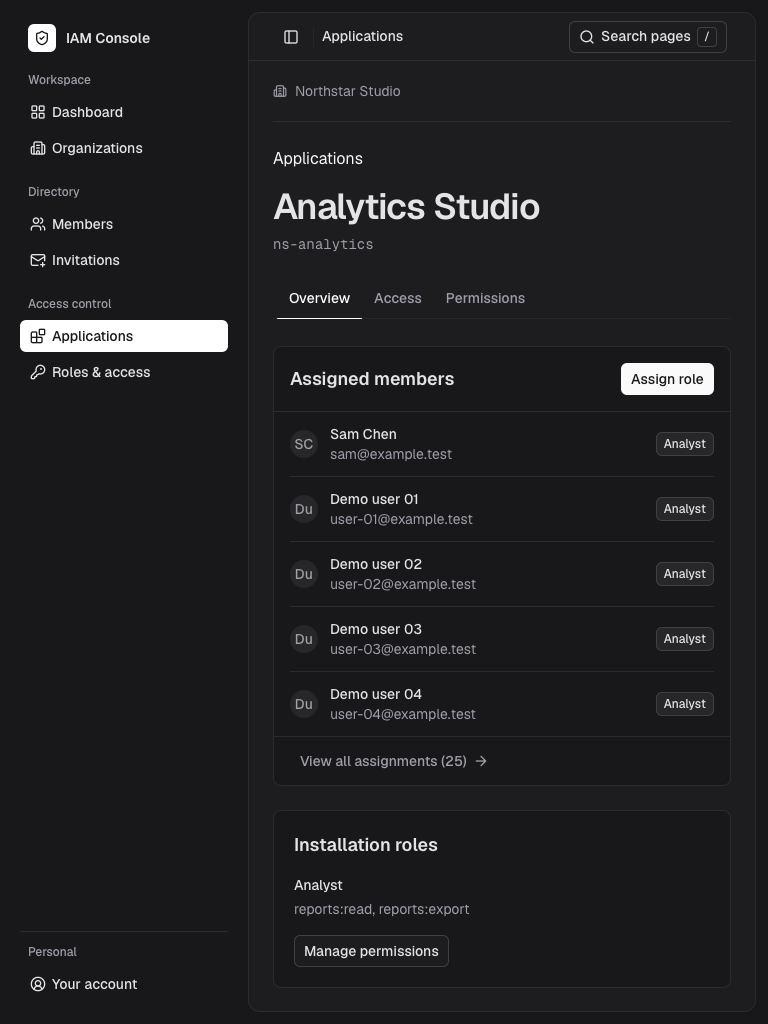 IAM Console
Workspace
Dashboard
Organizations
Directory
Members
Invitations
Access control
Applications
Roles & access
Personal
Your account
Applications
Search pages /
Northstar Studio
Applications
Analytics Studio
ns-analytics
Overview Access Permissions
Assigned members
Assign role
SC
Sam Chen
sam@example.test
Analyst
Du
Demo user 01
user-01@example.test
Analyst
Du
Demo user 02
user-02@example.test
Analyst
Du
Demo user 03
user-03@example.test
Analyst
Du
Demo user 04
user-04@example.test
Analyst
View all assignments (25) →
Installation roles
Analyst
reports:read, reports:export
Manage permissions